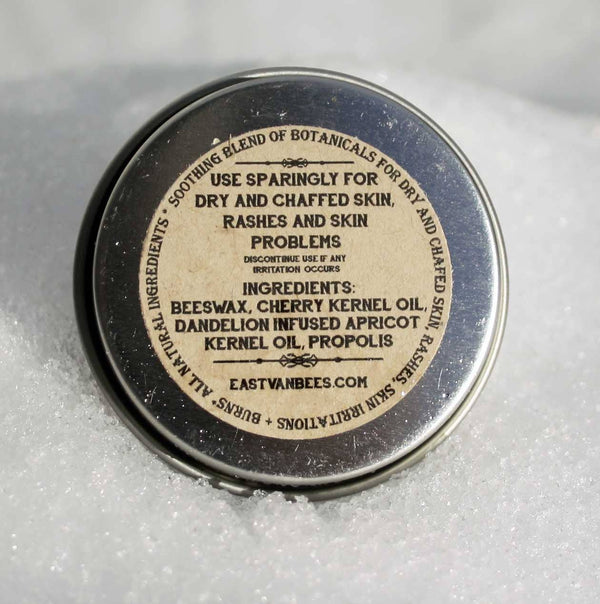 SOOTHING BLEND OF BOTANICALS FOR DRY AND CHAFED SKIN, RASHES, SKIN IRRITATIONS + BURNS* ALL NATURAL INGREDIENTS *
USE SPARINGLY FOR
DRY AND CHAFFED SKIN,
RASHES AND SKIN
PROBLEMS
DISCONTINUE USE IF ANY
IRRITATION OCCURS
INGREDIENTS:
BEESWAX, CHERRY KERNEL OIL,
DANDELION INFUSED APRICOT
KERNEL OIL, PROPOLIS
EASTVANBEES.COM